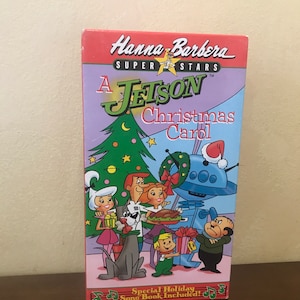 Hanna-Barbera
SUPER STARS
A
JETSON
Christmas
Carol
Special Holiday
Song Book Included!